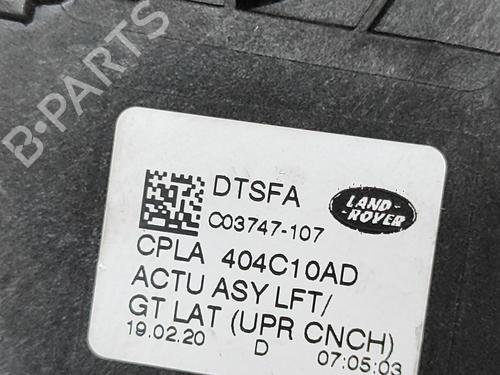 B-PARTS
DTSFA
C03747-107
LAND-
-ROVER
CPLA 404C10AD
ACTU ASY LFT/
GT LAT (UPR CNCH)
19.02.20 D 07:05:03